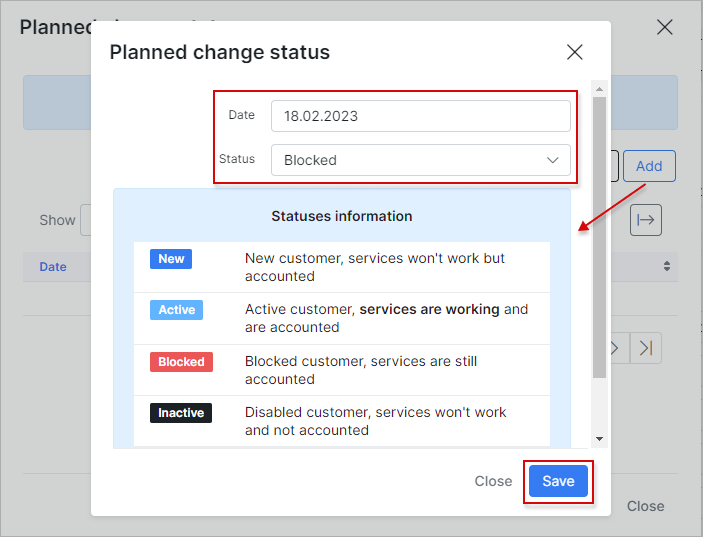 Planned
Planned change status
Date
18.02.2023
Status
Blocked
Add
Statuses information
Show
Date
New
New customer, services won't work but
accounted
Active
Active customer, services are working and
are accounted
Blocked
Blocked customer, services are still
accounted
Inactive
Disabled customer, services won't work
and not accounted
Close
Save
Close